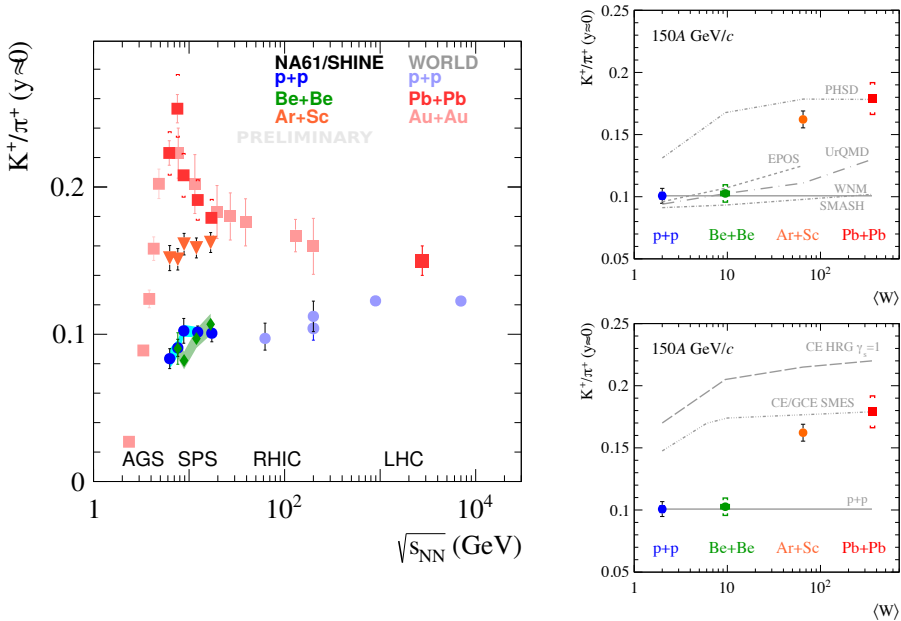 K⁺/π⁺ (y≈0)
NA61/SHINE WORLD
p+p p+p
Be+Be Pb+Pb
Ar+Sc Au+Au
PRELIMINARY
0.2
0.1
0
AGS SPS RHIC LHC
1 10² 10⁴
√s_NN (GeV)
K⁺/π⁺ (y≈0)
0.25
150A GeV/c
0.2
PHSD
0.15
EPOS UrQMD
0.1
WNM
SMASH
p+p Be+Be Ar+Sc Pb+Pb
0.05
1 10 10²
⟨W⟩
K⁺/π⁺ (y≈0)
0.25
150A GeV/c
CE HRG γ_s=1
0.2
CE/GCE SMES
0.15
p+p
0.1
p+p Be+Be Ar+Sc Pb+Pb
0.05
1 10 10²
⟨W⟩